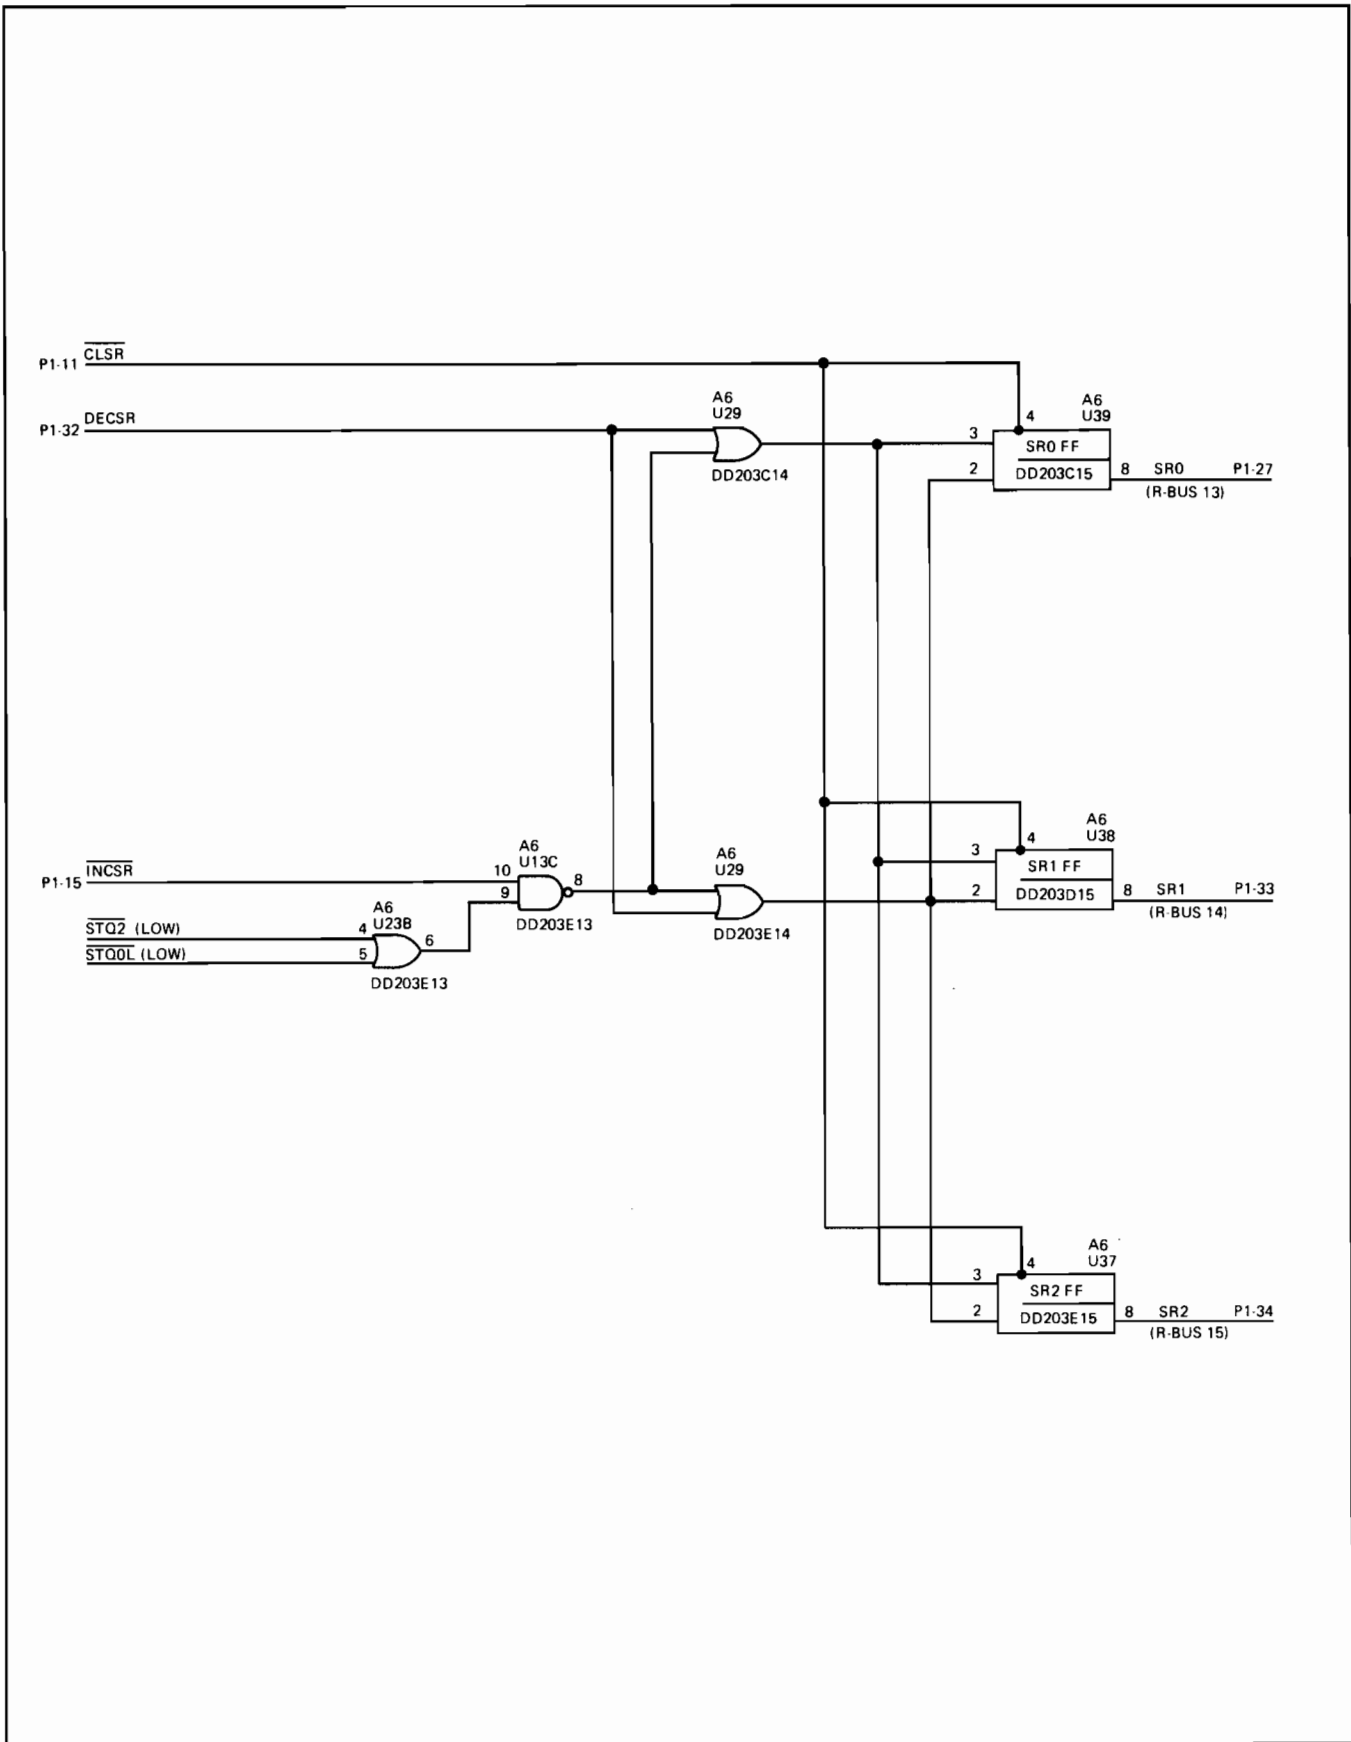 P1-11 CLSR
P1-32 DECSR
A6
U29
DD203C14
A6
U39
4
3
2
SR0 FF
DD203C15
8 SR0 P1-27
(R-BUS 13)
P1-15 INCSR
STQ2 (LOW)
STQ0L (LOW)
A6
U23B
4
5
6
DD203E13
A6
U13C
10
9
8
DD203E13
A6
U29
DD203E14
A6
U38
4
3
2
SR1 FF
DD203D15
8 SR1 P1-33
(R-BUS 14)
A6
U37
4
3
2
SR2 FF
DD203E15
8 SR2 P1-34
(R-BUS 15)